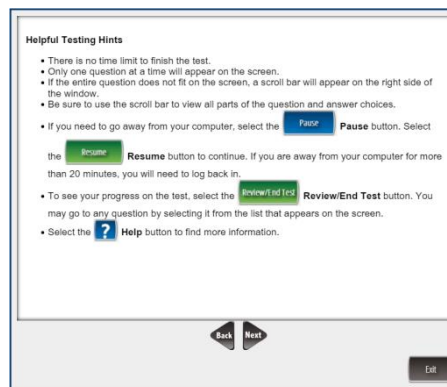 Helpful Testing Hints
• There is no time limit to finish the test.
• Only one question at a time will appear on the screen.
• If the entire question does not fit on the screen, a scroll bar will appear on the right side of
the window.
• Be sure to use the scroll bar to view all parts of the question and answer choices.
• If you need to go away from your computer, select the Pause Pause button. Select
the Resume Resume button to continue. If you are away from your computer for more
than 20 minutes, you will need to log back in.
• To see your progress on the test, select the Review/End Test Review/End Test button. You
may go to any question by selecting it from the list that appears on the screen.
• Select the ? Help button to find more information.
Back Next
Exit